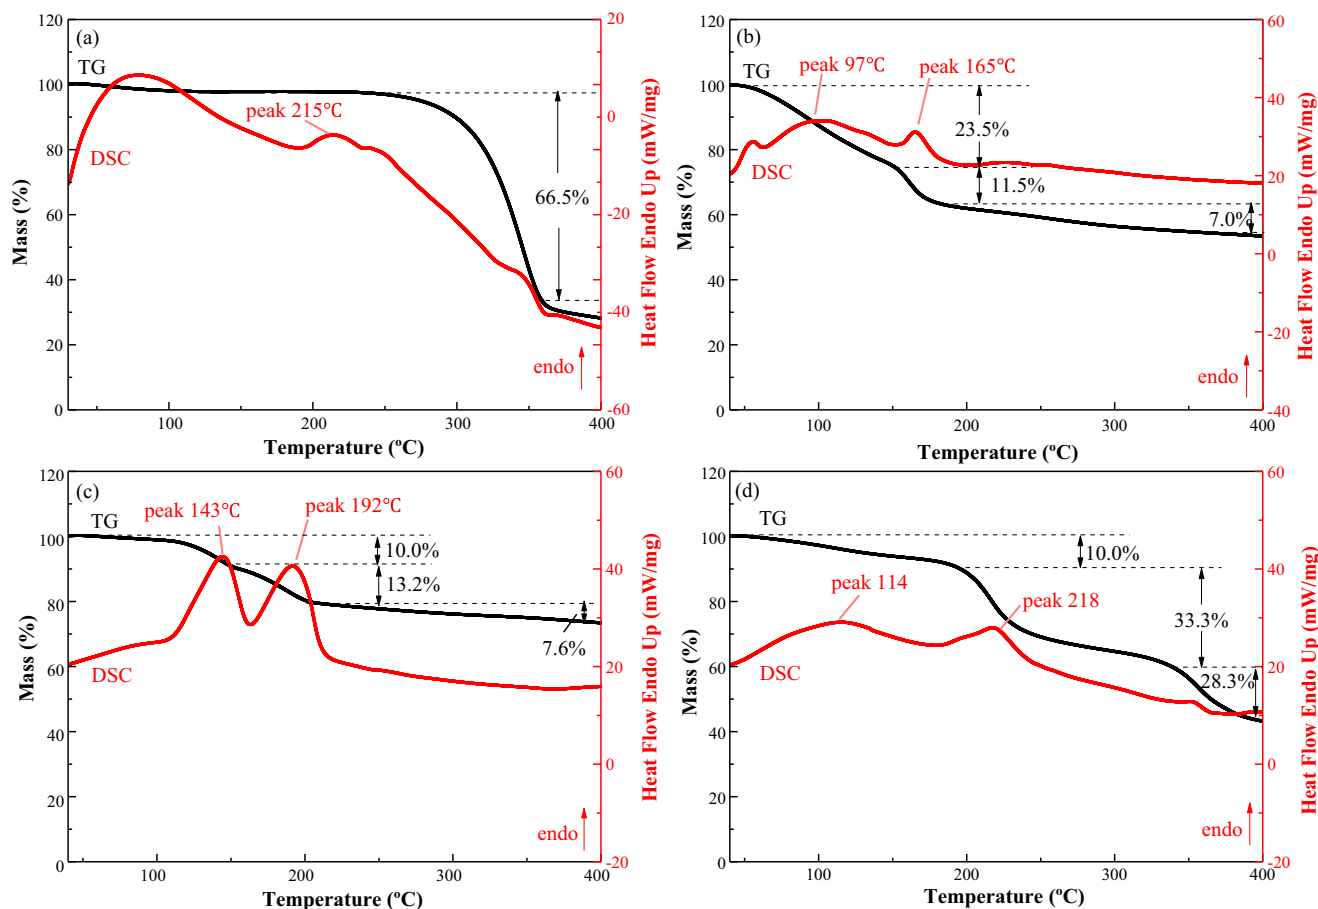 (a)
TG
DSC
peak 215℃
66.5%
endo
120
100
80
60
40
20
0
Mass (%)
100
200
300
400
Temperature (ºC)
20
0
-20
-40
-60
Heat Flow Endo Up (mW/mg)
(b)
TG
DSC
peak 97℃
peak 165℃
23.5%
11.5%
7.0%
endo
120
100
80
60
40
20
0
Mass (%)
100
200
300
400
Temperature (ºC)
60
40
20
0
-20
-40
Heat Flow Endo Up (mW/mg)
(c)
TG
DSC
peak 143℃
peak 192℃
10.0%
13.2%
7.6%
endo
120
100
80
60
40
20
0
Mass (%)
100
200
300
400
Temperature (ºC)
60
40
20
0
-20
Heat Flow Endo Up (mW/mg)
(d)
TG
DSC
peak 114
peak 218
10.0%
33.3%
28.3%
endo
120
100
80
60
40
20
0
Mass (%)
100
200
300
400
Temperature (ºC)
60
40
20
0
-20
Heat Flow Endo Up (mW/mg)